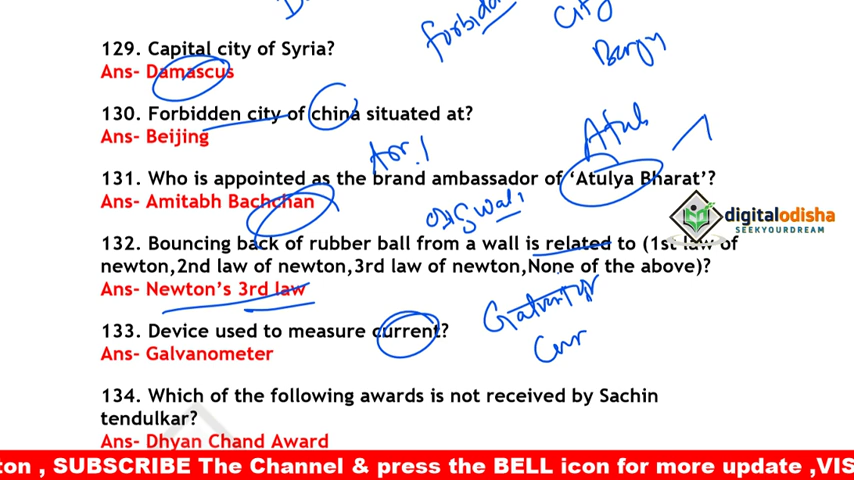 Forbidden
City
129. Capital city of Syria?
Ans- Damascus
130. Forbidden city of china situated at?
Ans- Beijing
131. Who is appointed as the brand ambassador of ‘Atulya Bharat’?
Ans- Amitabh Bachchan
digitalodisha
SEEKYOURDREAM
132. Bouncing back of rubber ball from a wall is related to (1st law of
newton,2nd law of newton,3rd law of newton,None of the above)?
Ans- Newton’s 3rd law
133. Device used to measure current?
Ans- Galvanometer
134. Which of the following awards is not received by Sachin
tendulkar?
Ans- Dhyan Chand Award
ton , SUBSCRIBE The Channel & press the BELL icon for more update ,VIS